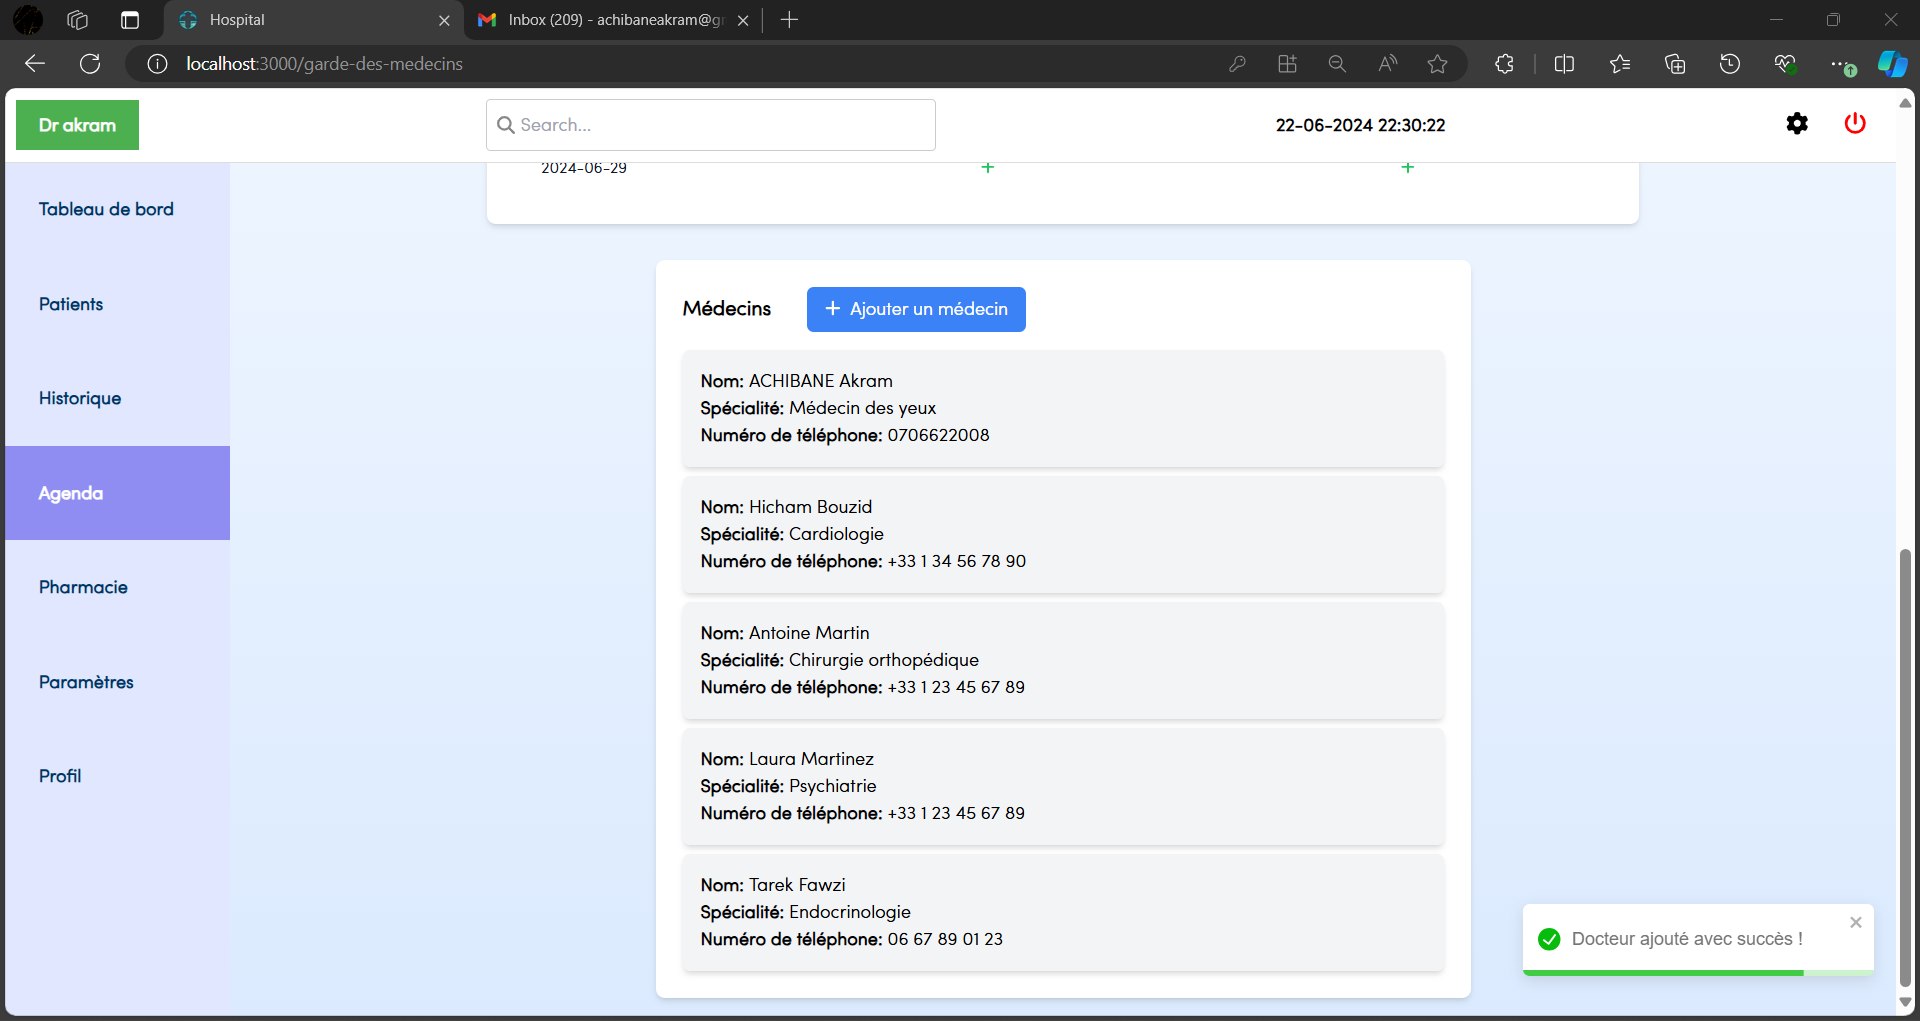 Hospital
Inbox (209) - achibaneakram@gr
localhost:3000/garde-des-medecins
Dr akram
Search...
22-06-2024 22:30:22
2024-06-29
+
+
Tableau de bord
Patients
Historique
Agenda
Pharmacie
Paramètres
Profil
Médecins
+ Ajouter un médecin
Nom: ACHIBANE Akram
Spécialité: Médecin des yeux
Numéro de téléphone: 0706622008
Nom: Hicham Bouzid
Spécialité: Cardiologie
Numéro de téléphone: +33 1 34 56 78 90
Nom: Antoine Martin
Spécialité: Chirurgie orthopédique
Numéro de téléphone: +33 1 23 45 67 89
Nom: Laura Martinez
Spécialité: Psychiatrie
Numéro de téléphone: +33 1 23 45 67 89
Nom: Tarek Fawzi
Spécialité: Endocrinologie
Numéro de téléphone: 06 67 89 01 23
Docteur ajouté avec succès !